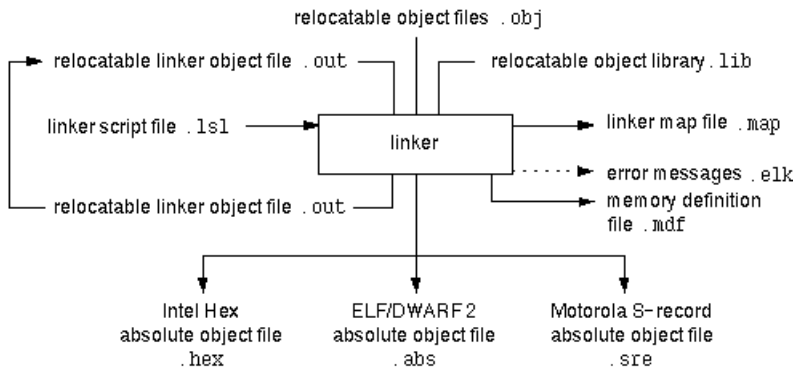 relocatable object files .obj
relocatable linker object file .out
relocatable object library .lib
linker script file .lsl
linker
linker map file .map
error messages .elk
relocatable linker object file .out
memory definition
file .mdf
Intel Hex
absolute object file
.hex
ELF/DWARF 2
absolute object file
.abs
Motorola S-record
absolute object file
.sre